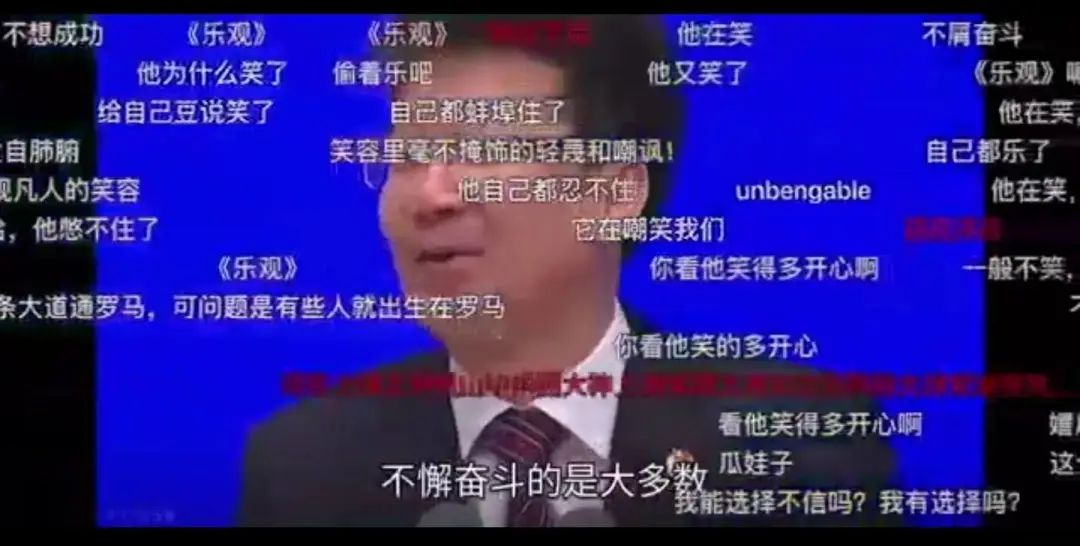 不想成功 《乐观》 《乐观》 他在笑 不屑奋斗
他为什么笑了 偷着乐吧 他又笑了 《乐观》
给自己豆说笑了 自己都蚌埠住了 他在笑,
自肺腑 笑容里毫不掩饰的轻蔑和嘲讽! 自己都乐了
观凡人的笑容 他自己都忍不住 unbengable 他在笑,
,他憋不住了 它在嘲笑我们
《乐观》 你看他笑得多开心啊 一般不笑,
条大道通罗马,可问题是有些人就出生在罗马
你看他笑的多开心
大神
看他笑得多开心啊
瓜娃子 这
不懈奋斗的是大多数
我能选择不信吗?我有选择吗?